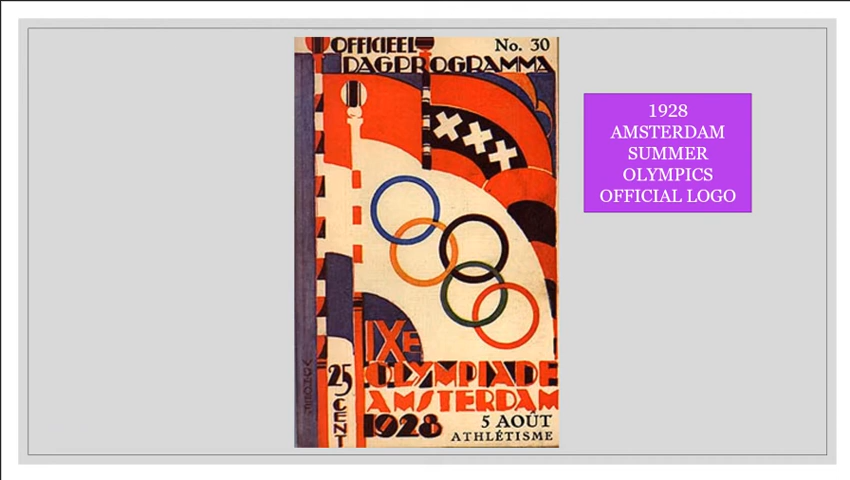 OFFICIEEL
No. 30
DAGPROGRAMMA
XXX
IXE
OLYMPIADE
AMSTERDAM
1928
25
CENT
5 AOÛT
ATHLÉTISME
1928
AMSTERDAM
SUMMER
OLYMPICS
OFFICIAL LOGO